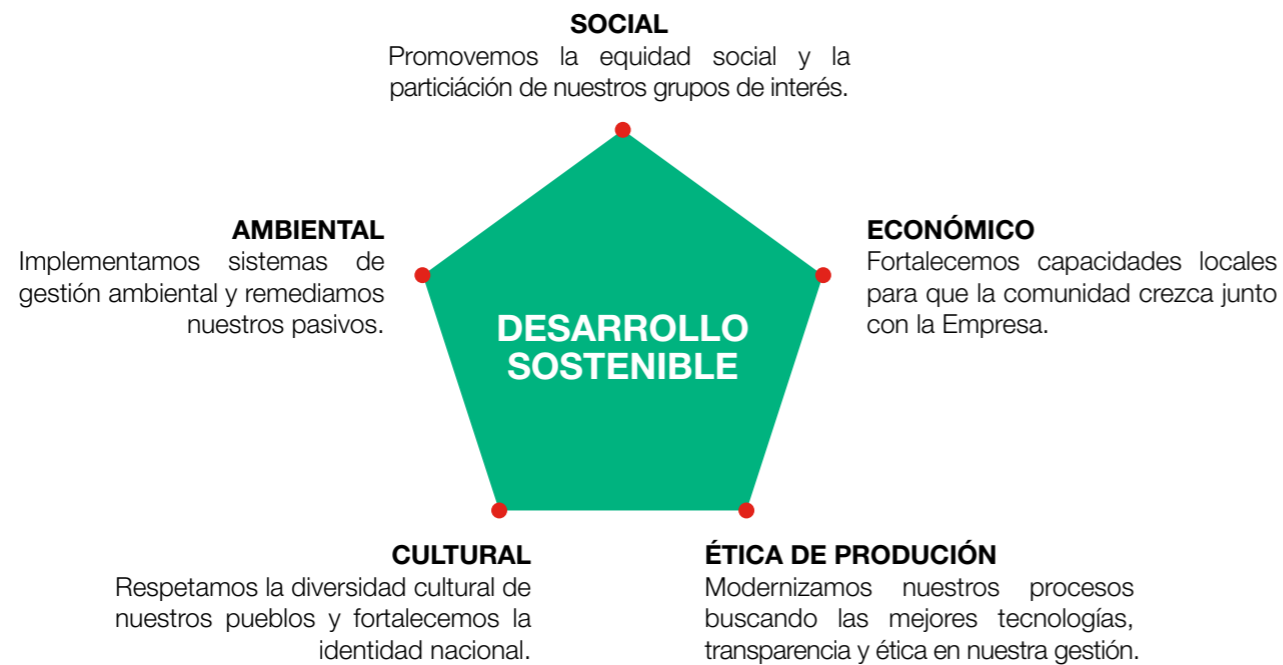 SOCIAL
Promovemos la equidad social y la
particiáción de nuestros grupos de interés.
AMBIENTAL
Implementamos sistemas de
gestión ambiental y remediamos
nuestros pasivos.
ECONÓMICO
Fortalecemos capacidades locales
para que la comunidad crezca junto
con la Empresa.
DESARROLLO
SOSTENIBLE
CULTURAL
Respetamos la diversidad cultural de
nuestros pueblos y fortalecemos la
identidad nacional.
ÉTICA DE PRODUCIÓN
Modernizamos nuestros procesos
buscando las mejores tecnologías,
transparencia y ética en nuestra gestión.